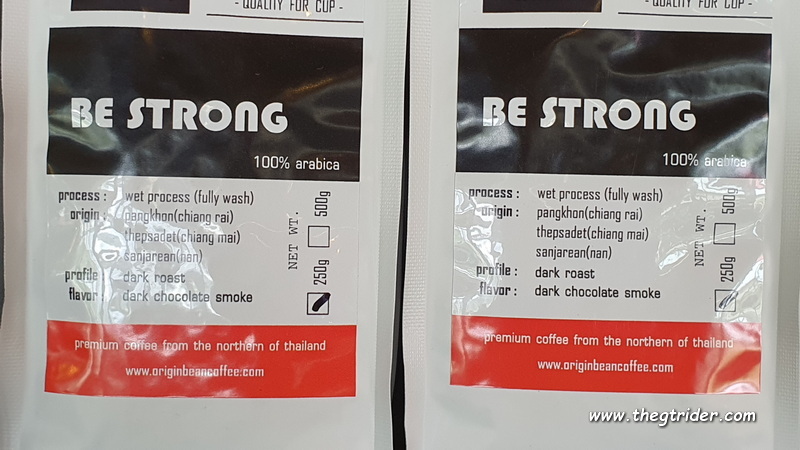 - QUALITY FOR CUP -
BE STRONG
100% arabica
process : wet process (fully wash)
origin : pangkhon(chiang rai)
thepsadet(chiang mai)
sanjarean(nan)
profile : dark roast
flavor : dark chocolate smoke
NET WT.
500g
250g
premium coffee from the northern of thailand
www.originbeancoffee.com
- QUALITY FOR CUP -
BE STRONG
100% arabica
process : wet process (fully wash)
origin : pangkhon(chiang rai)
thepsadet(chiang mai)
sanjarean(nan)
profile : dark roast
flavor : dark chocolate smoke
NET WT.
500g
250g
premium coffee from the northern of thailand
www.originbeancoffee.com
www.thegtrider.com